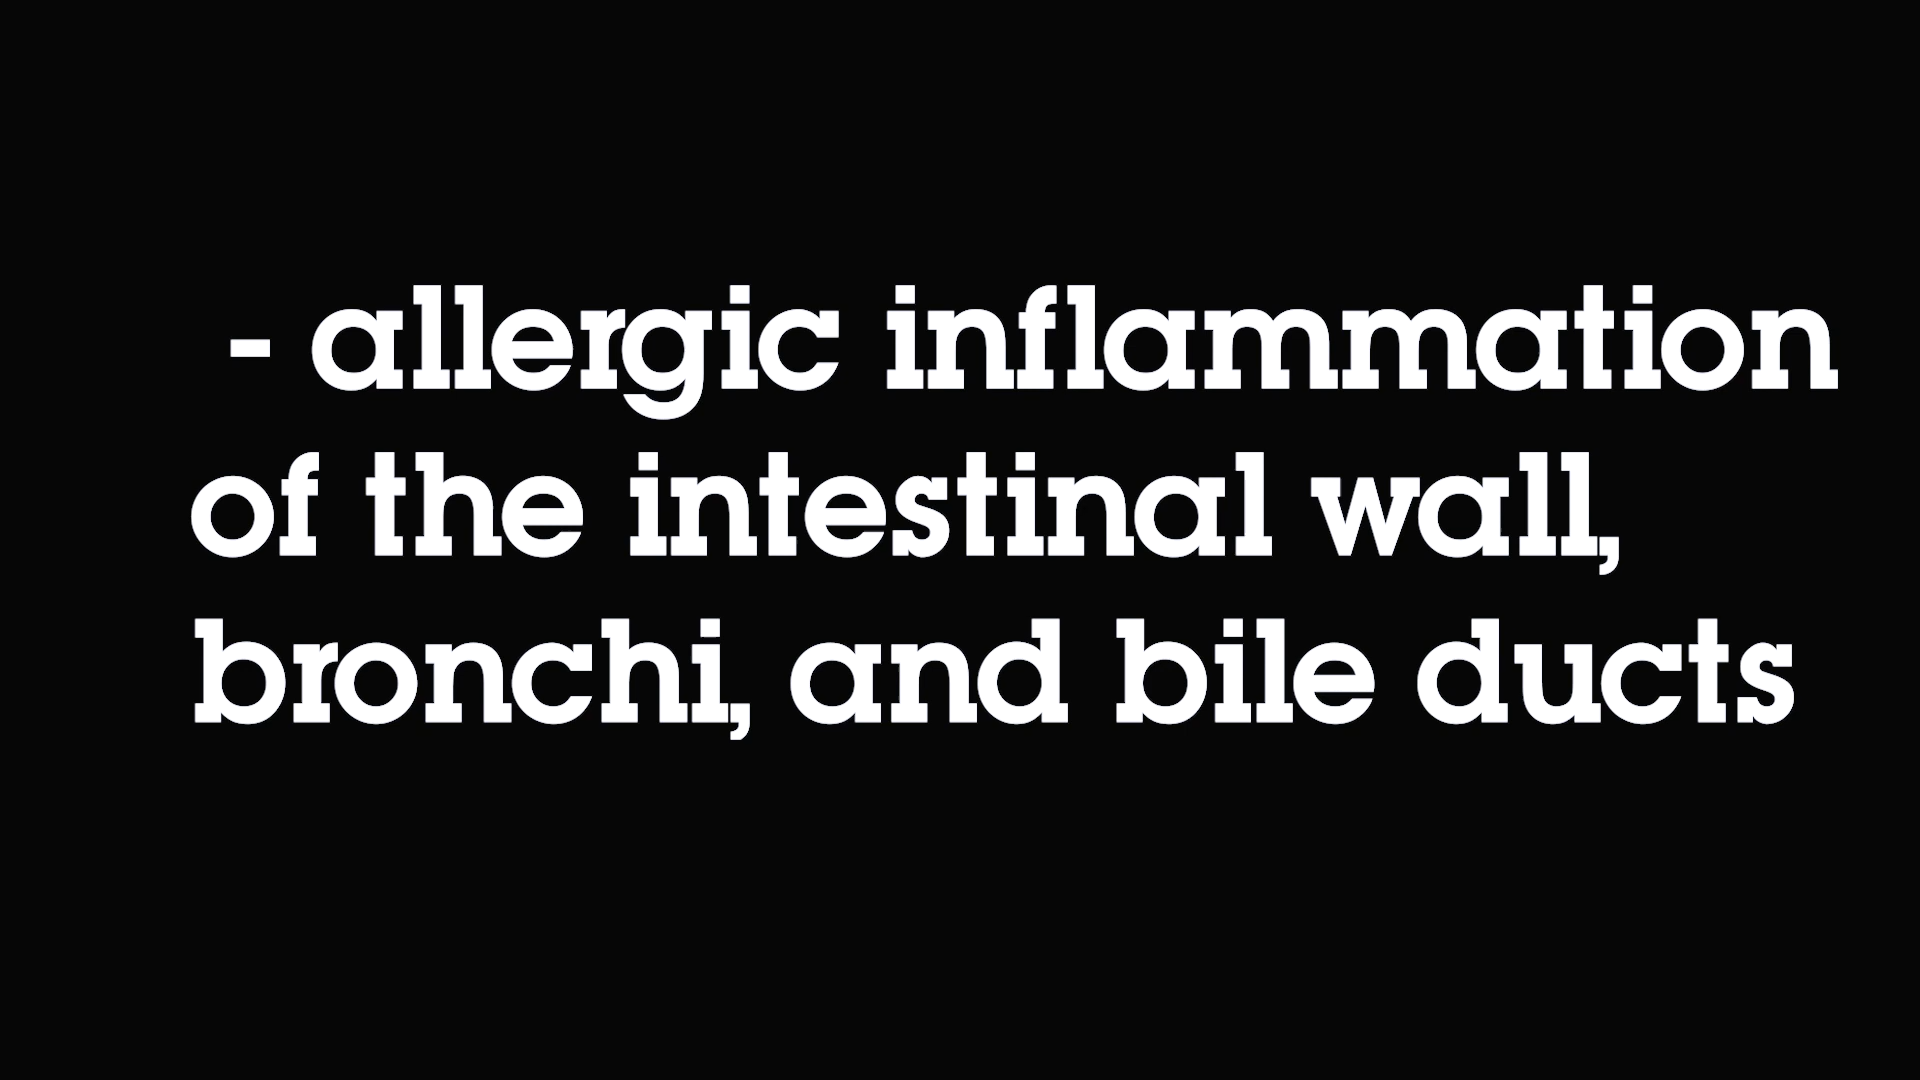 - allergic inflammation
of the intestinal wall,
bronchi, and bile ducts